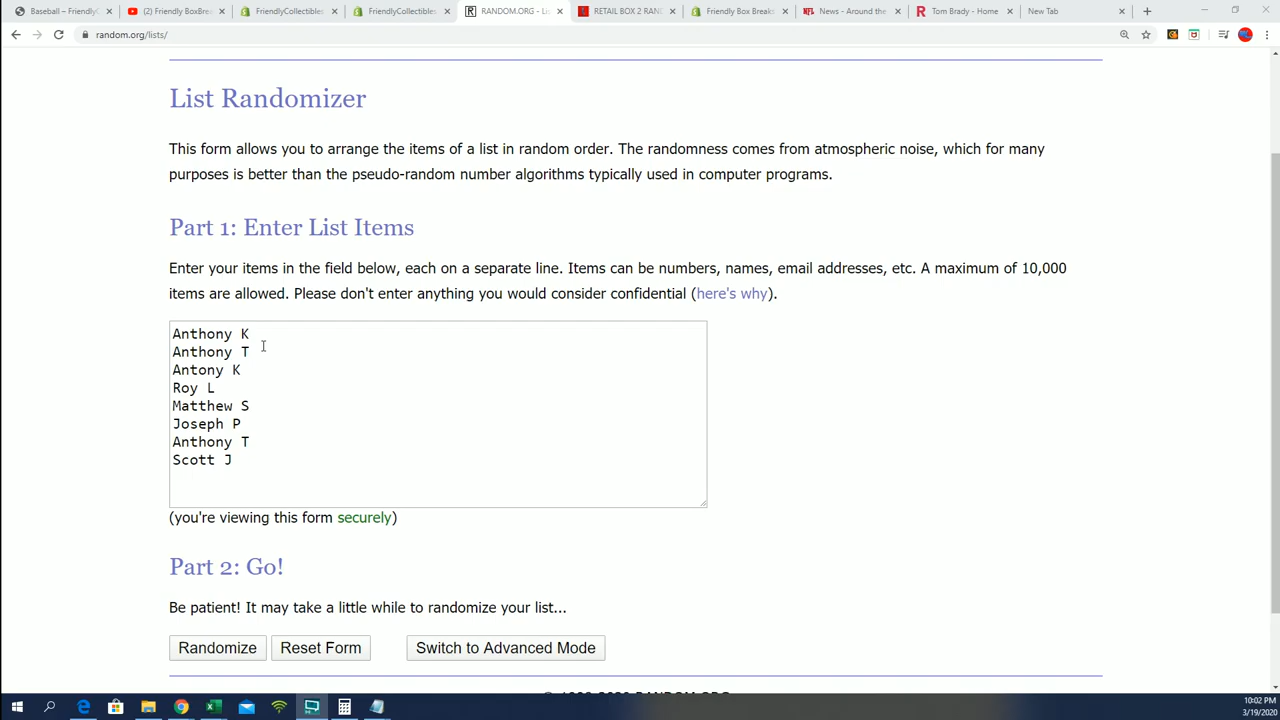 Baseball – FriendlyC
(2) Friendly BoxBre
FriendlyCollectibles
FriendlyCollectibles
RANDOM.ORG - Li
RETAIL BOX 2 RAN
Friendly Box Break
News - Around the
Tom Brady - Home
New Tab
random.org/lists/
List Randomizer
This form allows you to arrange the items of a list in random order. The randomness comes from atmospheric noise, which for many
purposes is better than the pseudo-random number algorithms typically used in computer programs.
Part 1: Enter List Items
Enter your items in the field below, each on a separate line. Items can be numbers, names, email addresses, etc. A maximum of 10,000
items are allowed. Please don't enter anything you would consider confidential (here's why).
Anthony K
Anthony T
Antony K
Roy L
Matthew S
Joseph P
Anthony T
Scott J
(you're viewing this form securely)
Part 2: Go!
Be patient! It may take a little while to randomize your list...
Randomize
Reset Form
Switch to Advanced Mode
10:02 PM
3/19/2020